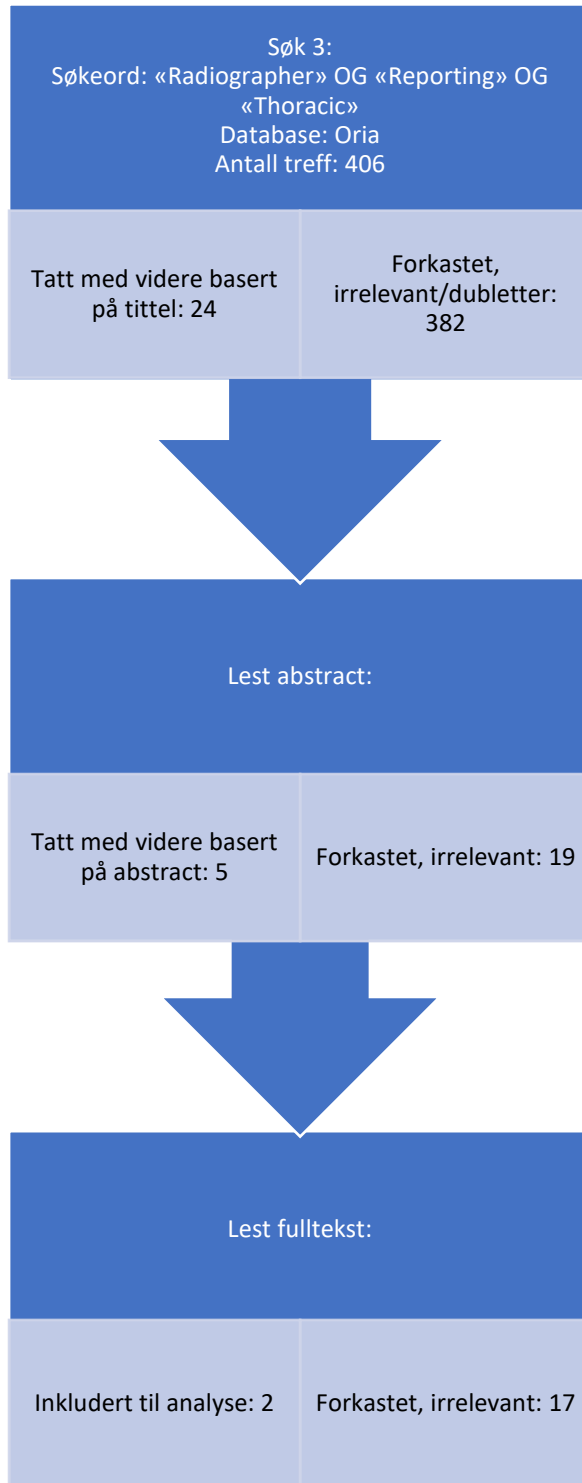 Søk 3:
Søkeord: «Radiographer» OG «Reporting» OG
«Thoracic»
Database: Oria
Antall treff: 406
Tatt med videre basert
på tittel: 24
Forkastet,
irrelevant/dubletter:
382
Lest abstract:
Tatt med videre basert
på abstract: 5
Forkastet, irrelevant: 19
Lest fulltekst:
Inkludert til analyse: 2
Forkastet, irrelevant: 17